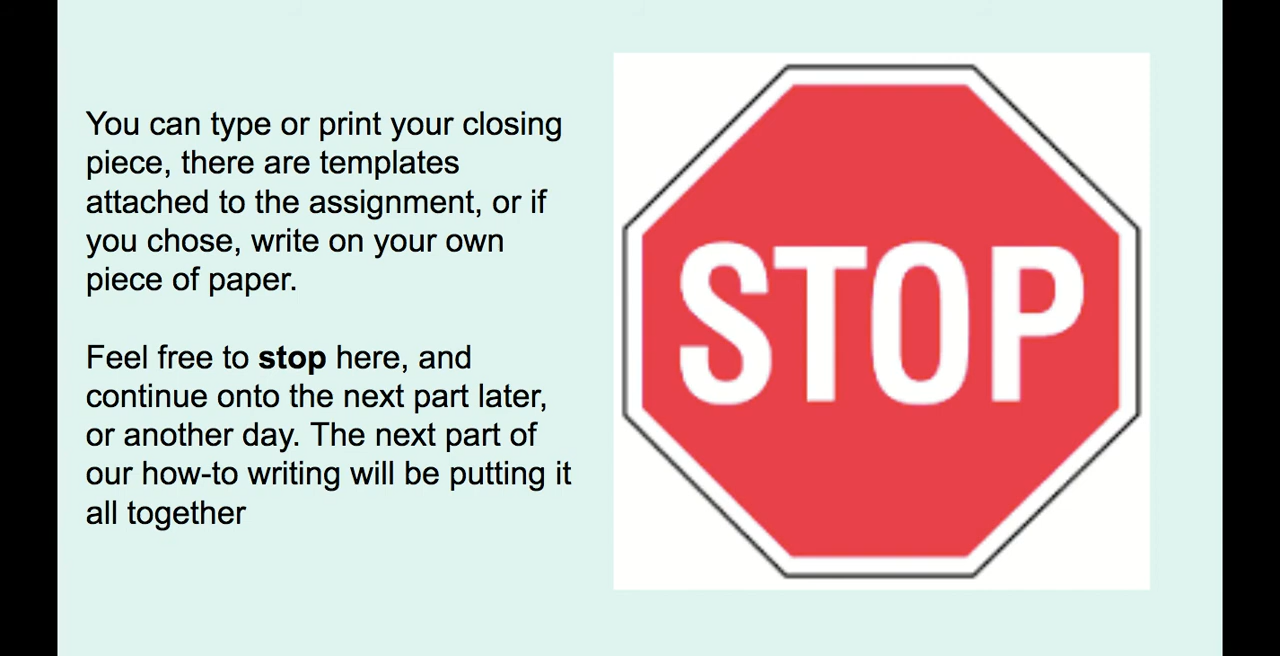 You can type or print your closing
piece, there are templates
attached to the assignment, or if
you chose, write on your own
piece of paper.
Feel free to stop here, and
continue onto the next part later,
or another day. The next part of
our how-to writing will be putting it
all together
STOP